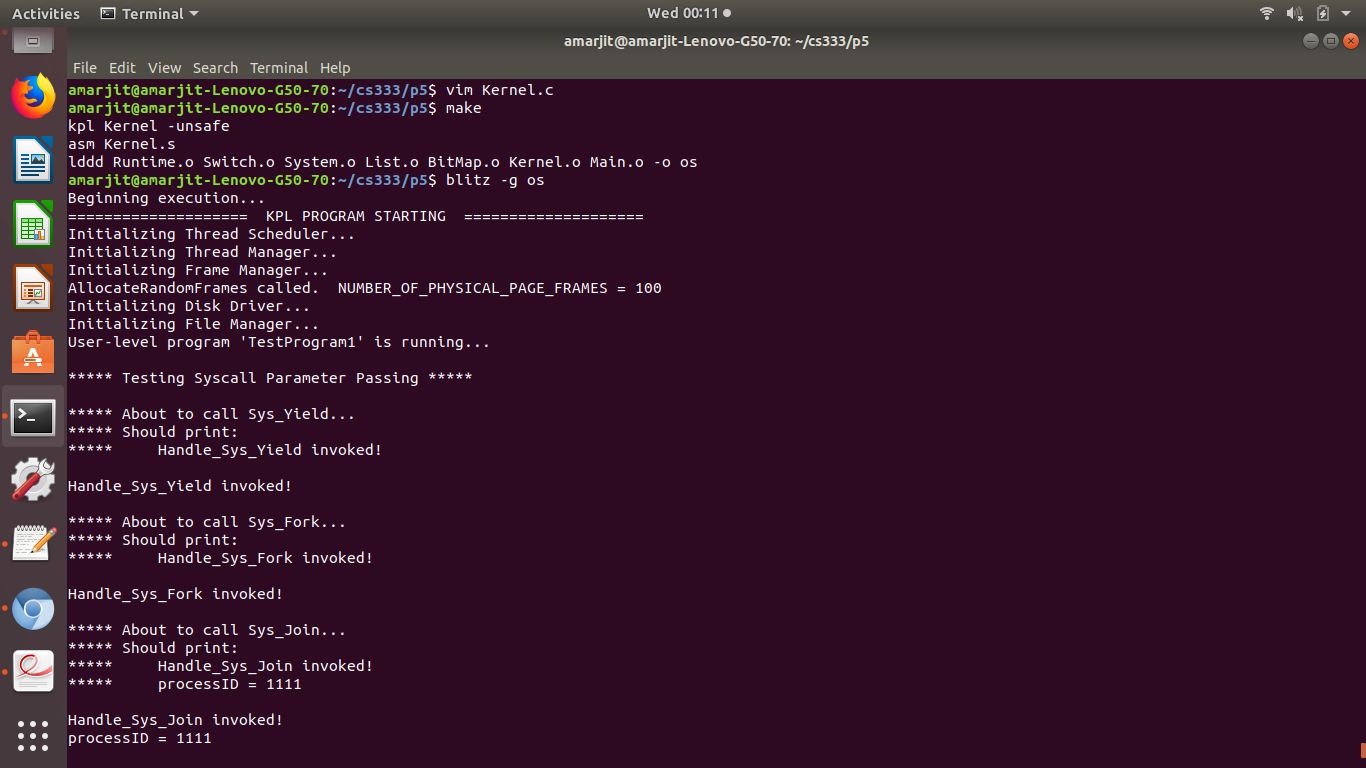 Activities Terminal Wed 00:11
amarjit@amarjit-Lenovo-G50-70: ~/cs333/p5
File Edit View Search Terminal Help
amarjit@amarjit-Lenovo-G50-70:~/cs333/p5$ vim Kernel.c
amarjit@amarjit-Lenovo-G50-70:~/cs333/p5$ make
kpl Kernel -unsafe
asm Kernel.s
lddd Runtime.o Switch.o System.o List.o BitMap.o Kernel.o Main.o -o os
amarjit@amarjit-Lenovo-G50-70:~/cs333/p5$ blitz -g os
Beginning execution...
==================== KPL PROGRAM STARTING ====================
Initializing Thread Scheduler...
Initializing Thread Manager...
Initializing Frame Manager...
AllocateRandomFrames called. NUMBER_OF_PHYSICAL_PAGE_FRAMES = 100
Initializing Disk Driver...
Initializing File Manager...
User-level program 'TestProgram1' is running...
***** Testing Syscall Parameter Passing *****
***** About to call Sys_Yield...
***** Should print:
***** Handle_Sys_Yield invoked!
Handle_Sys_Yield invoked!
***** About to call Sys_Fork...
***** Should print:
***** Handle_Sys_Fork invoked!
Handle_Sys_Fork invoked!
***** About to call Sys_Join...
***** Should print:
***** Handle_Sys_Join invoked!
***** processID = 1111
Handle_Sys_Join invoked!
processID = 1111